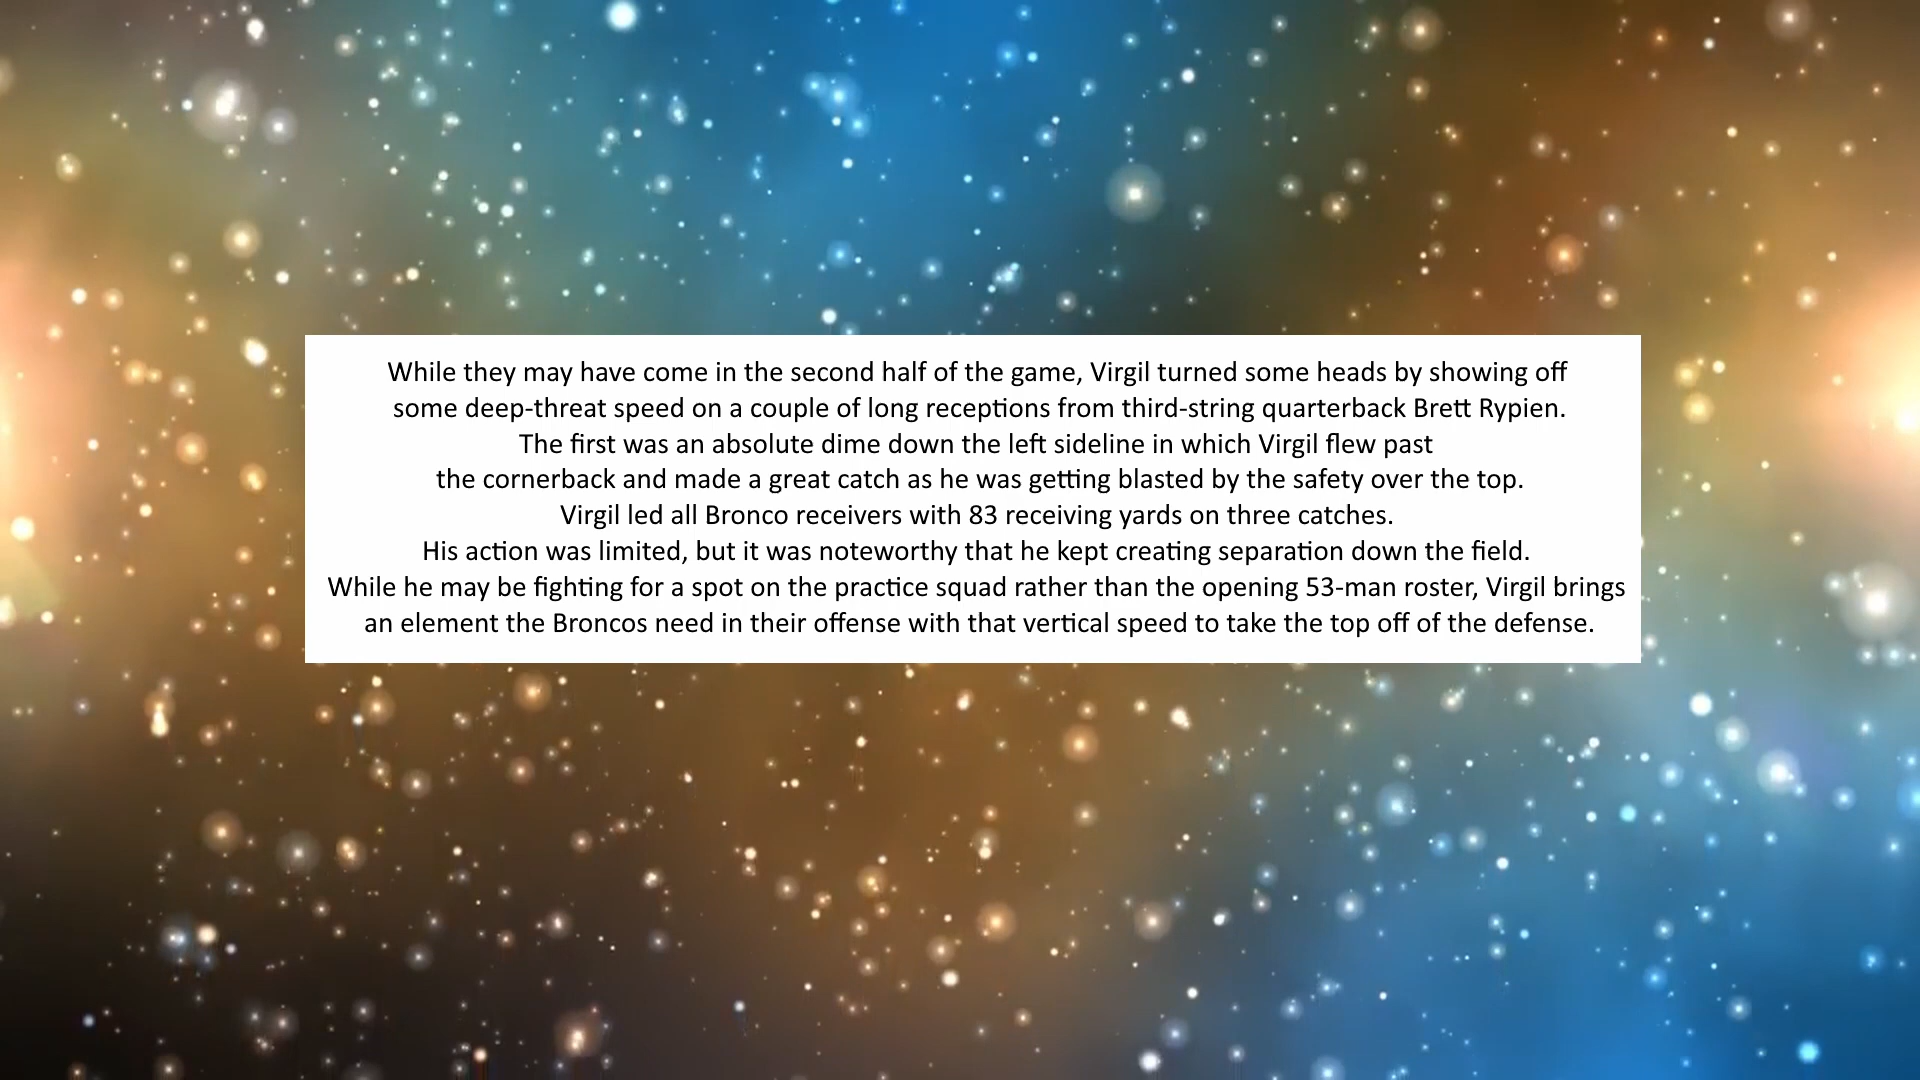 While they may have come in the second half of the game, Virgil turned some heads by showing off
some deep-threat speed on a couple of long receptions from third-string quarterback Brett Rypien.
The first was an absolute dime down the left sideline in which Virgil flew past
the cornerback and made a great catch as he was getting blasted by the safety over the top.
Virgil led all Bronco receivers with 83 receiving yards on three catches.
His action was limited, but it was noteworthy that he kept creating separation down the field.
While he may be fighting for a spot on the practice squad rather than the opening 53-man roster, Virgil brings
an element the Broncos need in their offense with that vertical speed to take the top off of the defense.